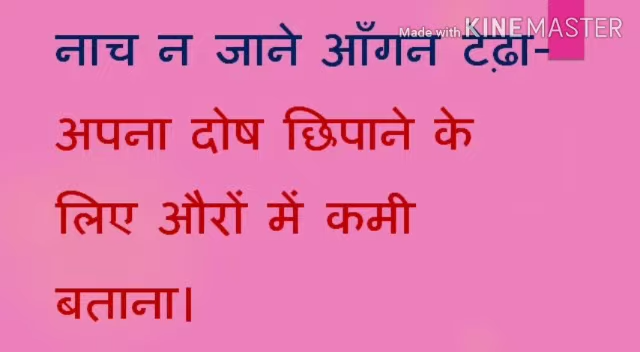 Made with KINEMASTER
नाच न जाने आँगन टेढ़ा-
अपना दोष छिपाने के
लिए औरों में कमी
बताना।